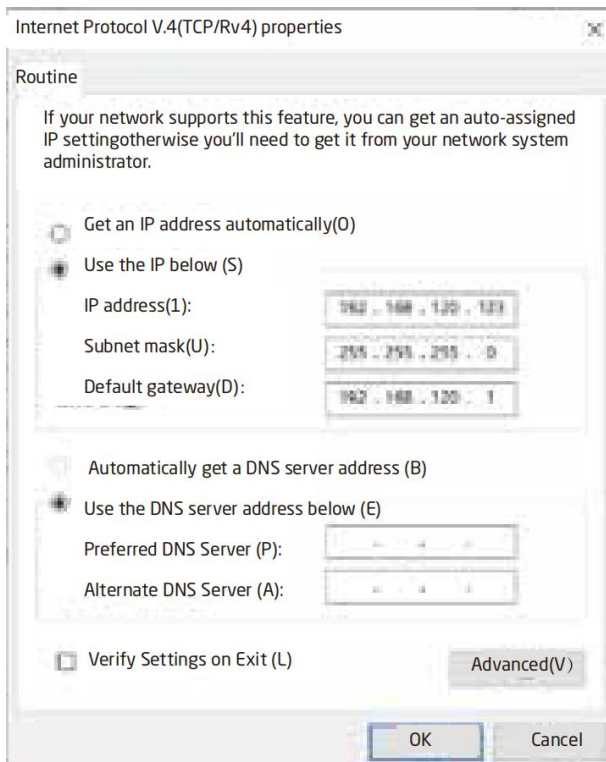 Internet Protocol V.4(TCP/Rv4) properties
Routine
If your network supports this feature, you can get an auto-assigned
IP settingotherwise you'll need to get it from your network system
administrator.
Get an IP address automatically(O)
Use the IP below (S)
IP address(1): 192 . 168 . 120 . 123
Subnet mask(U): 255 . 255 . 255 . 0
Default gateway(D): 192 . 168 . 120 . 1
Automatically get a DNS server address (B)
Use the DNS server address below (E)
Preferred DNS Server (P):
Alternate DNS Server (A):
Verify Settings on Exit (L)
Advanced(V)
OK Cancel